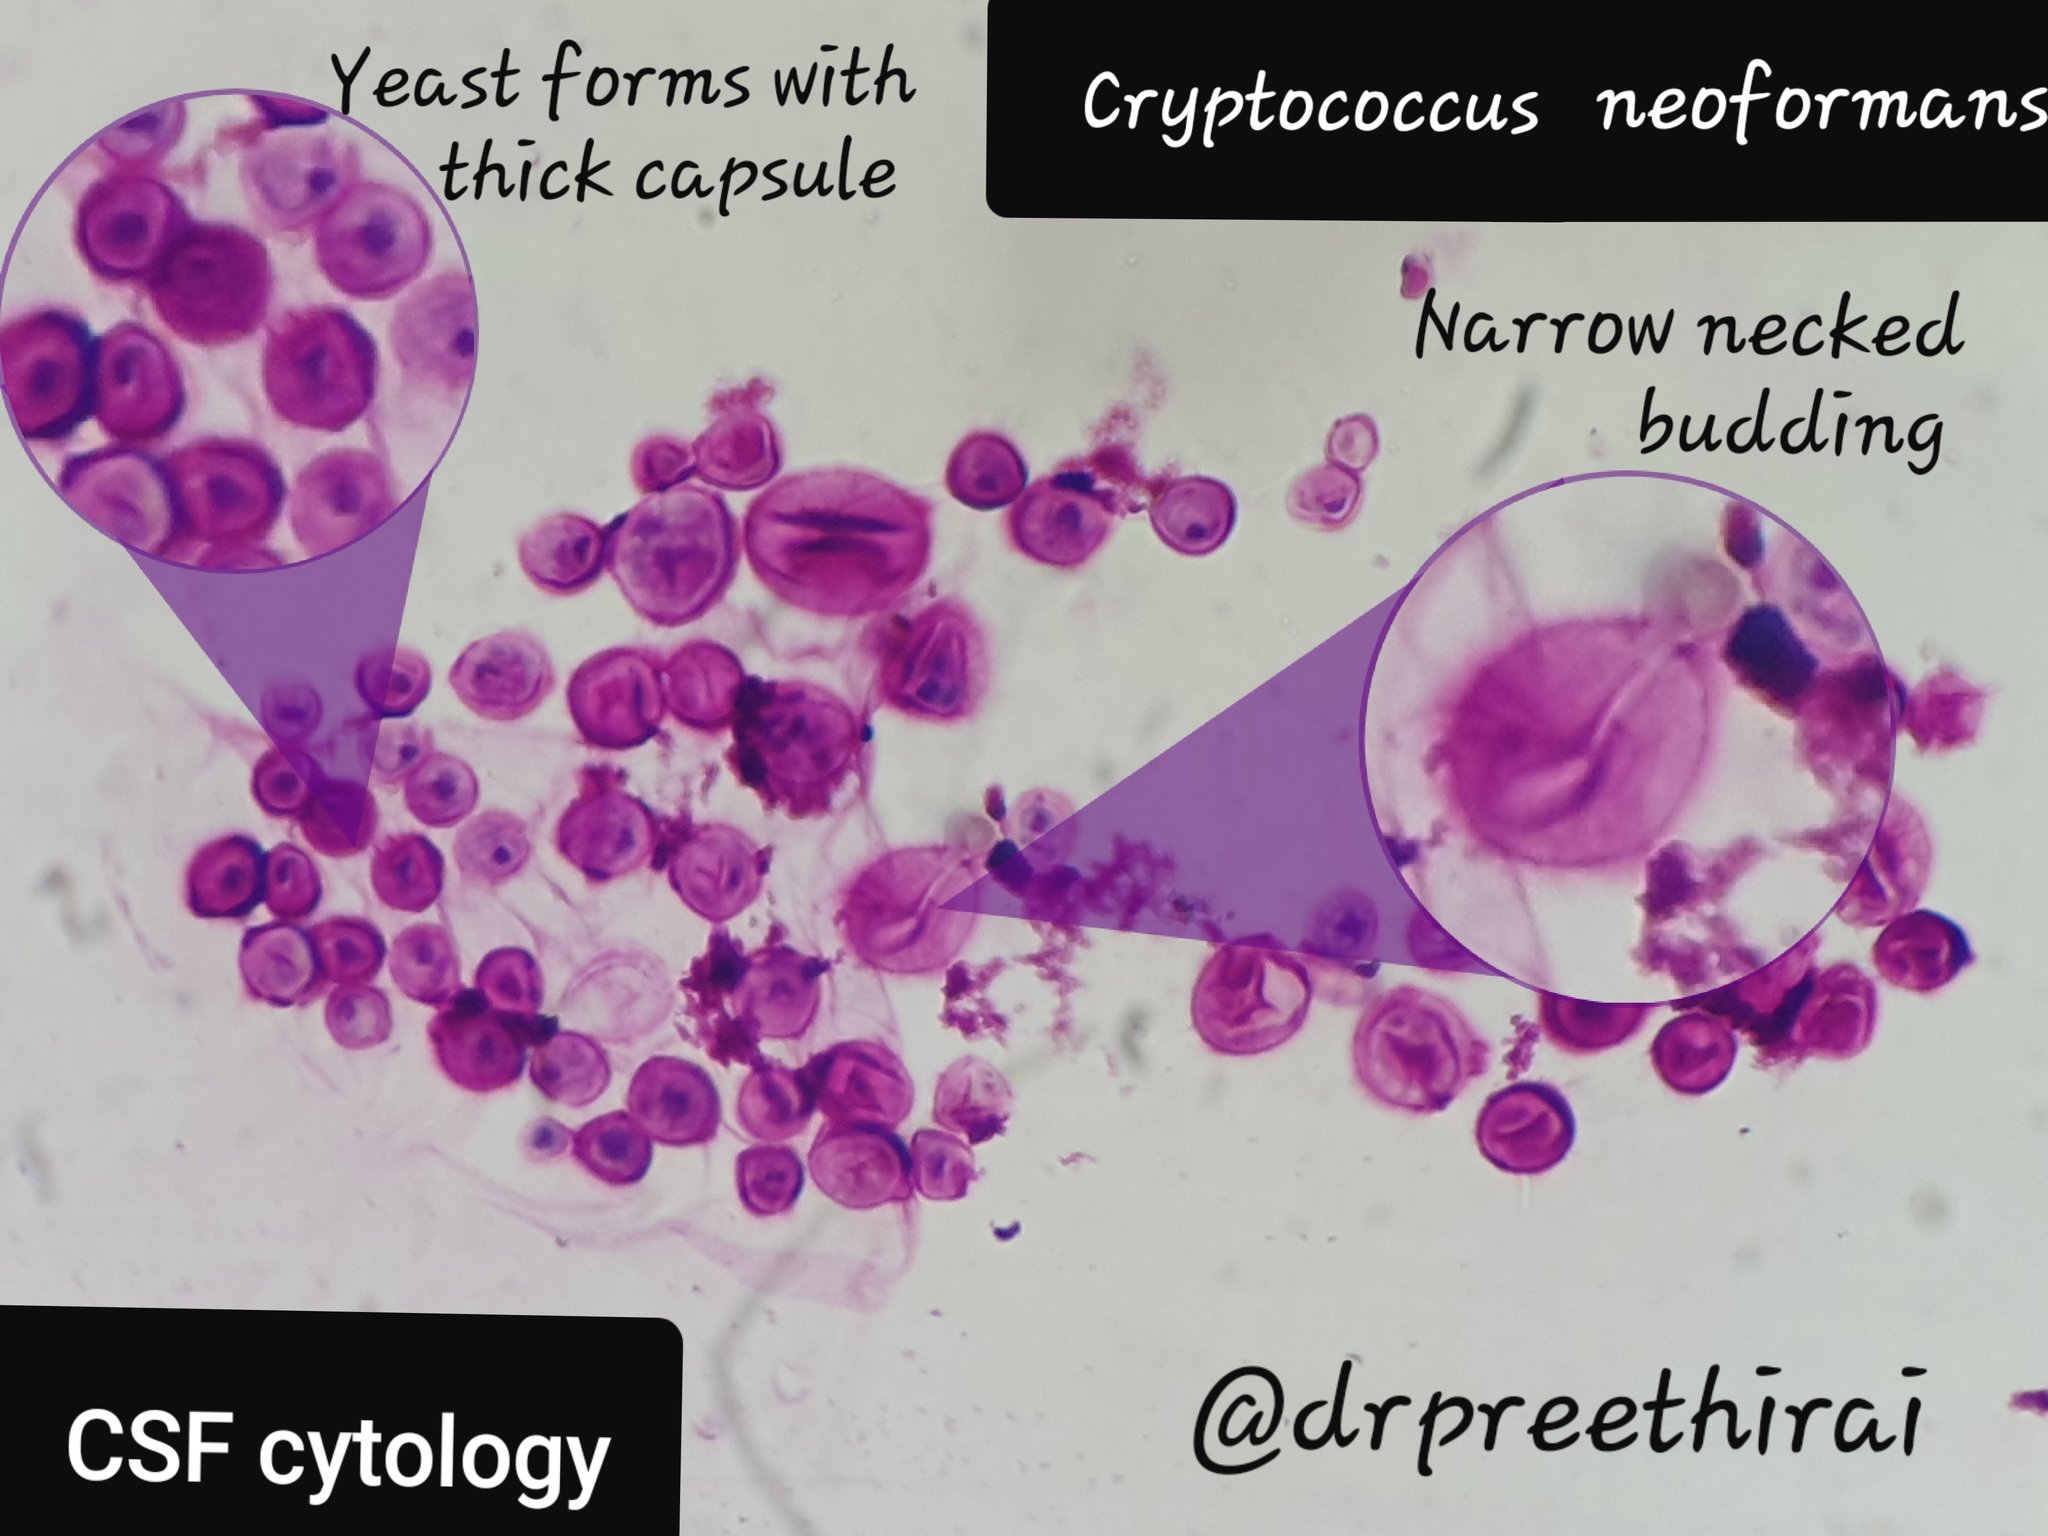 Yeast forms with
thick capsule
Cryptococcus neoformans
Narrow necked
budding
CSF cytology
@drpreethirai